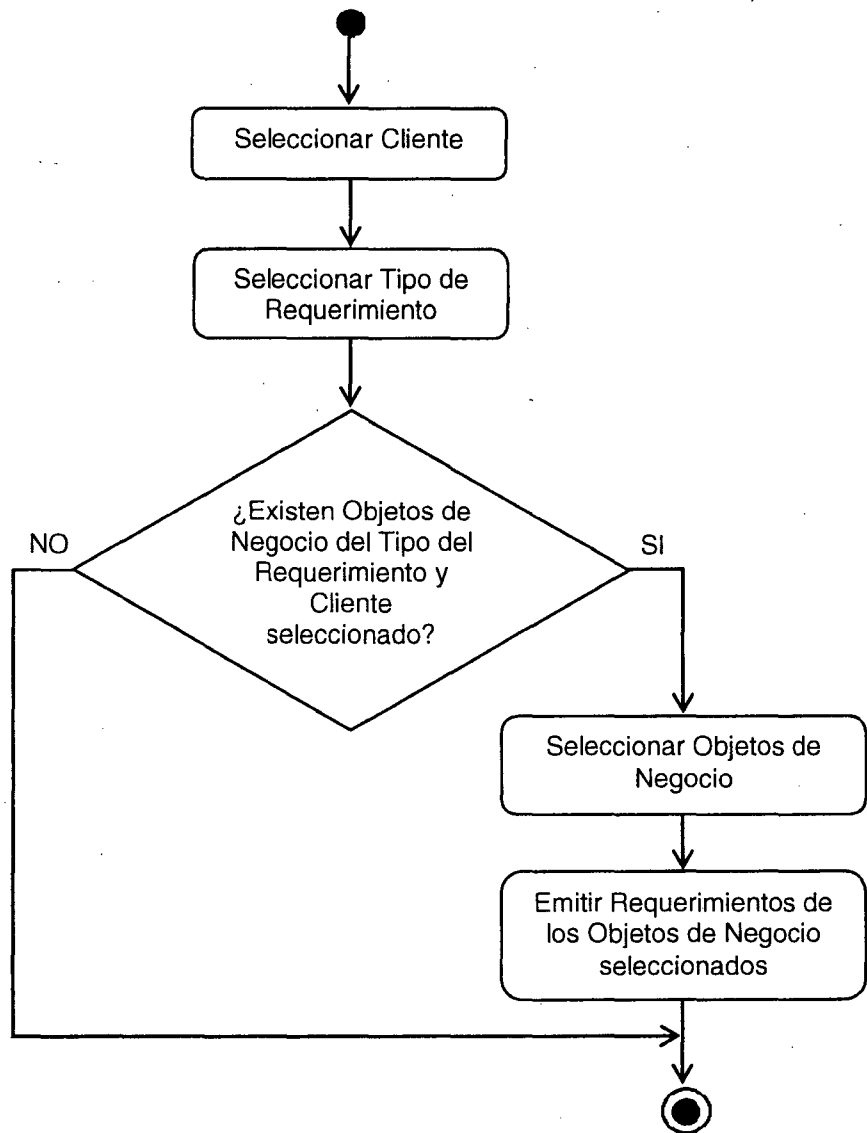 Seleccionar Cliente
Seleccionar Tipo de
Requerimiento
¿Existen Objetos de
Negocio del Tipo del
Requerimiento y
Cliente
seleccionado?
NO
SI
Seleccionar Objetos de
Negocio
Emitir Requerimientos de
los Objetos de Negocio
seleccionados